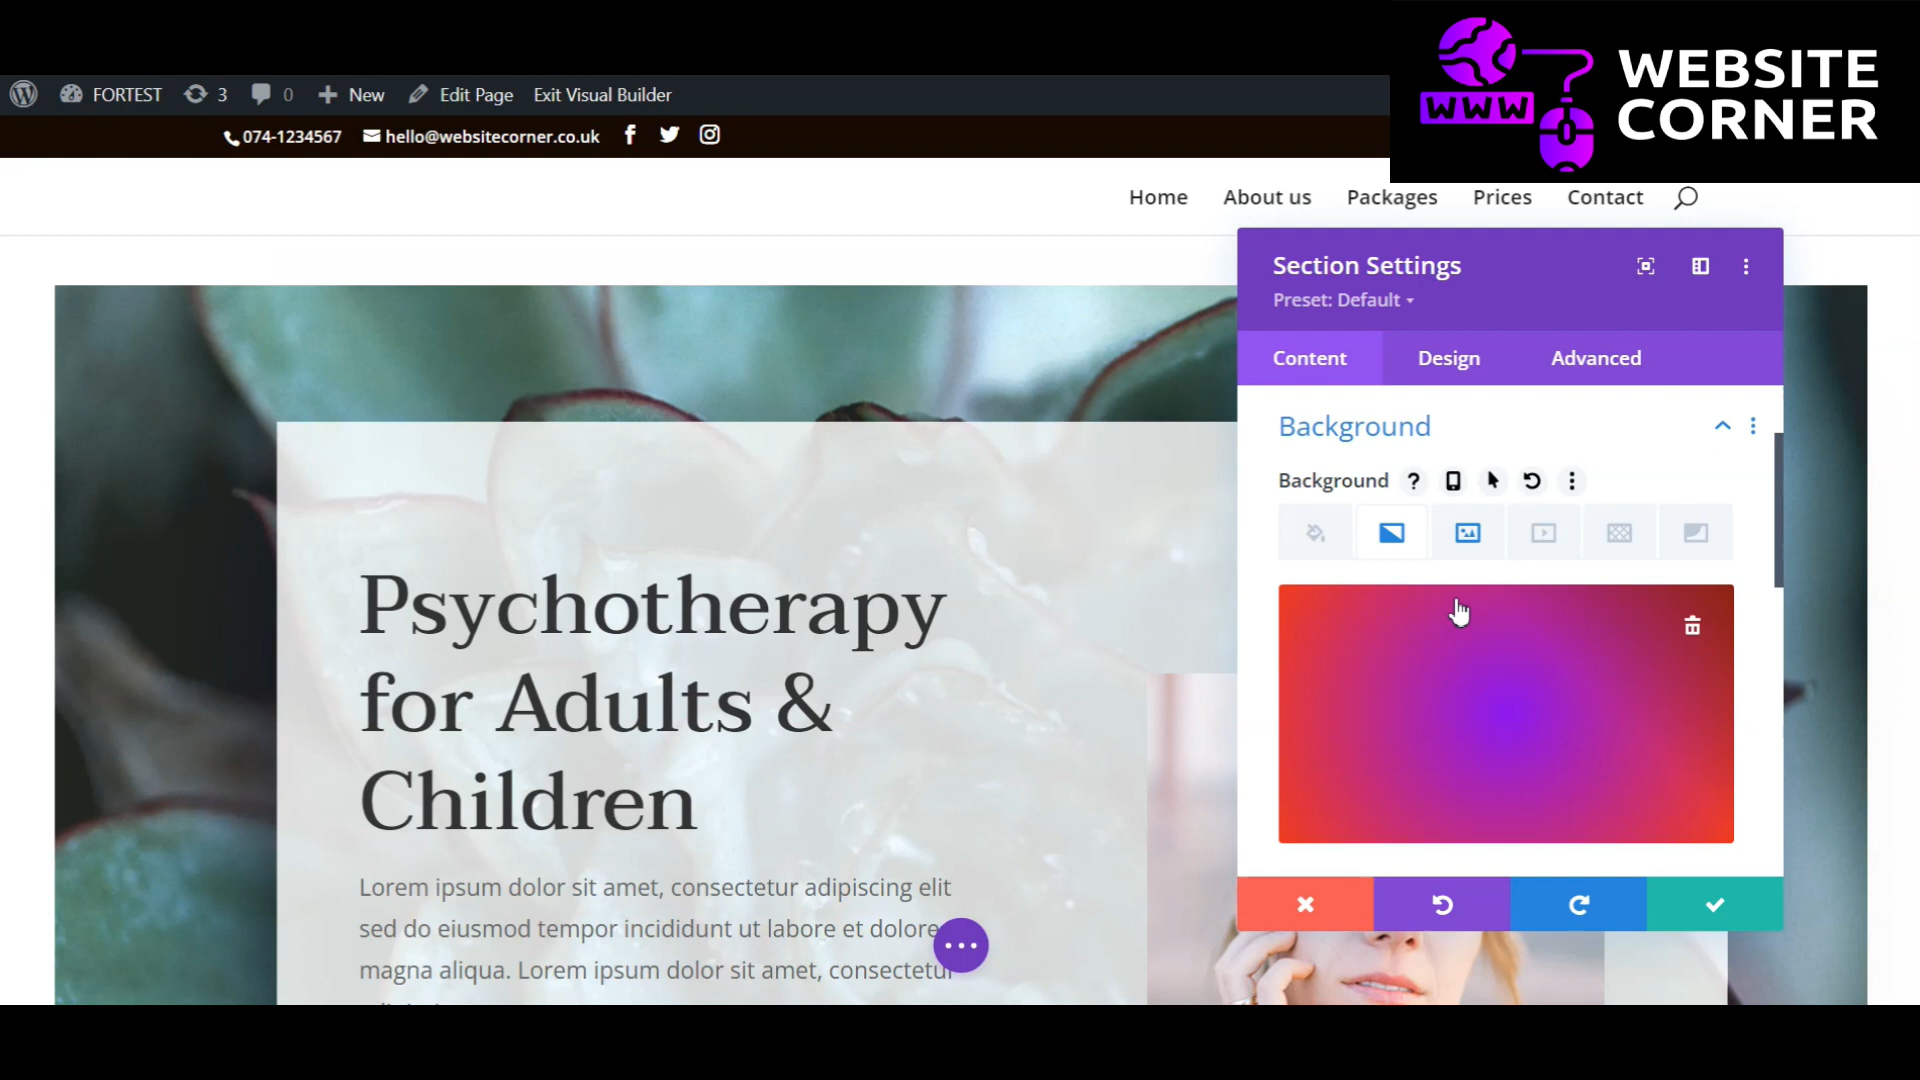 WEBSITE
CORNER
WWW
FORTEST 3 0 New Edit Page Exit Visual Builder
074-1234567 hello@websitecorner.co.uk
Home About us Packages Prices Contact
Section Settings
Preset: Default
Content Design Advanced
Background
Background ?
Psychotherapy
for Adults &
Children
Lorem ipsum dolor sit amet, consectetur adipiscing elit
sed do eiusmod tempor incididunt ut labore et dolore
magna aliqua. Lorem ipsum dolor sit amet, consectetur